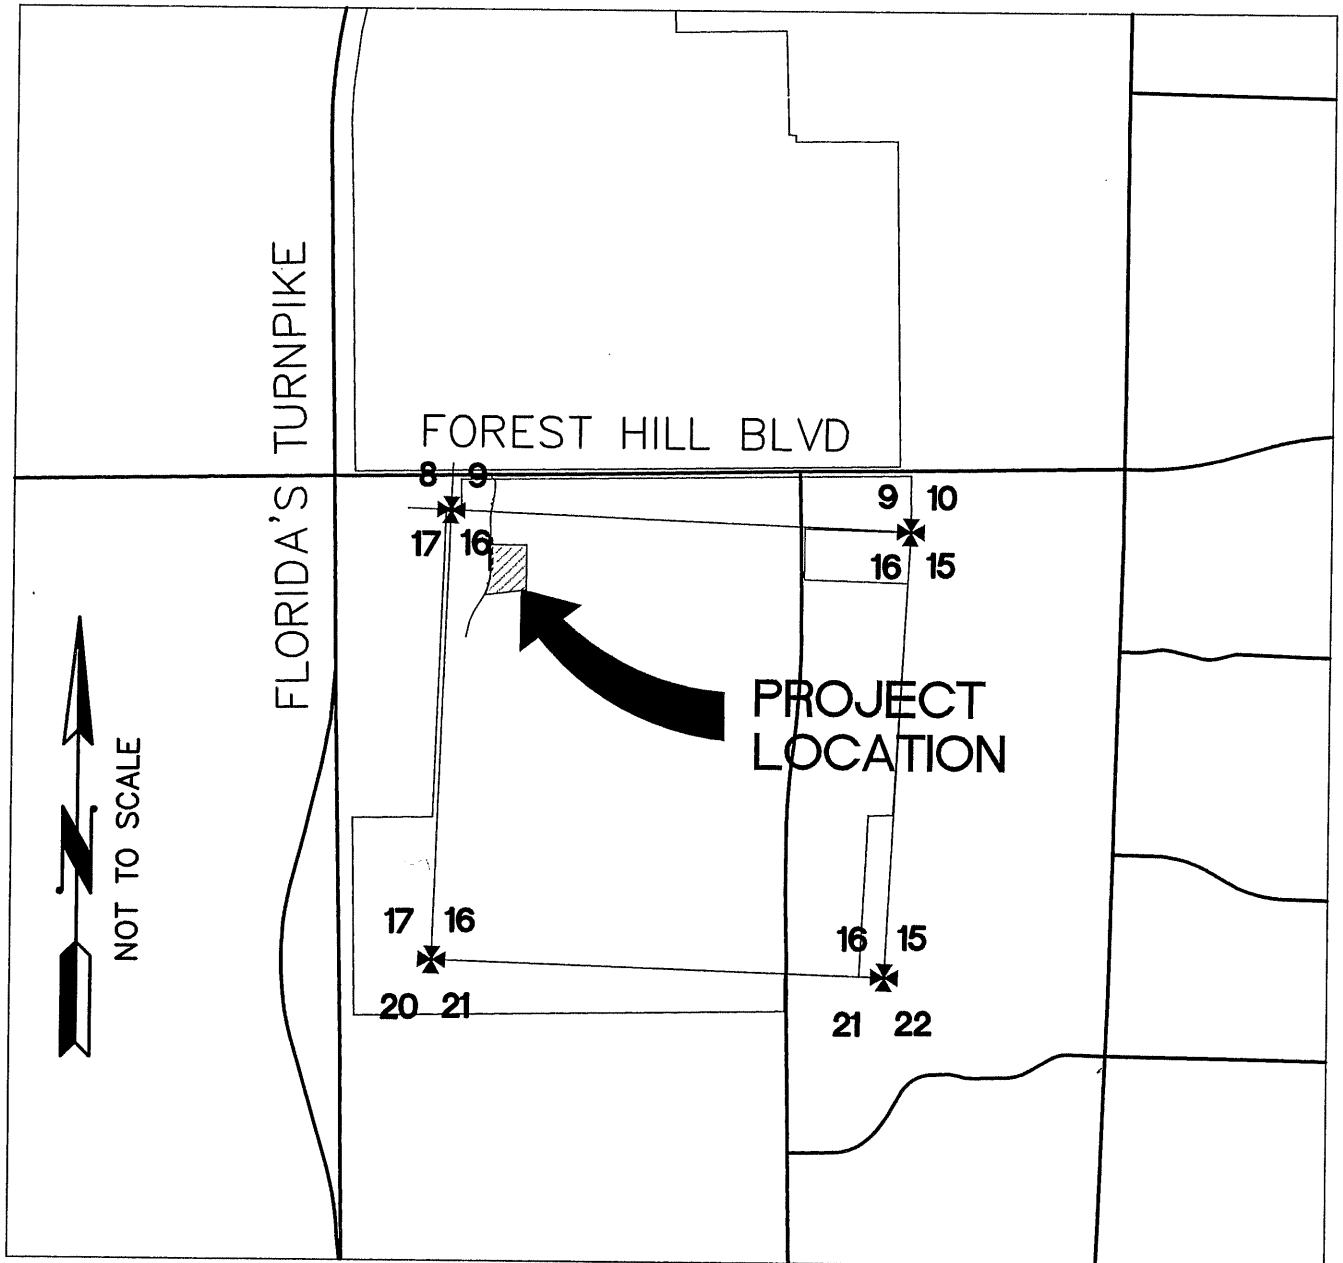 FLORIDA'S TURNPIKE
FOREST HILL BLVD
8 9
9 10
17 16
16 15
PROJECT
LOCATION
N
NOT TO SCALE
17 16
16 15
20 21
21 22